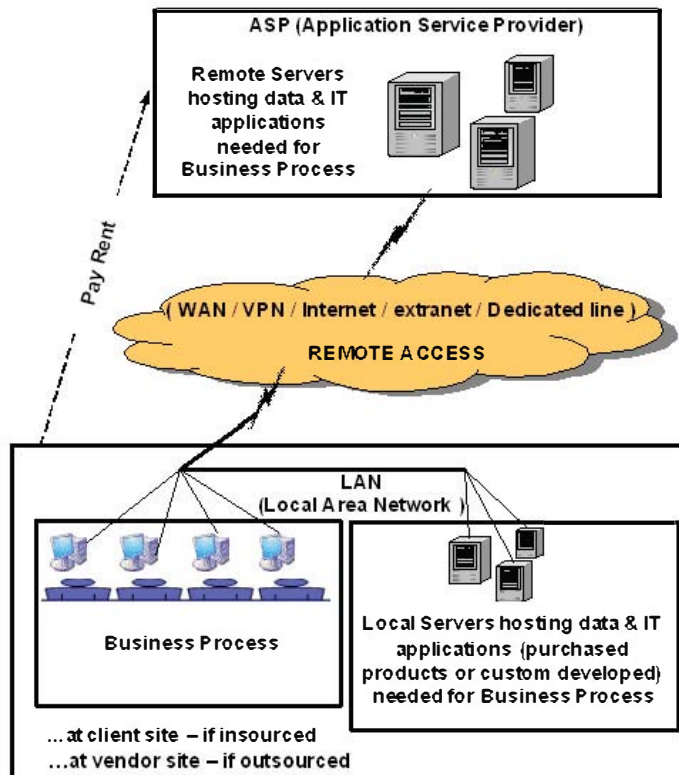 ASP (Application Service Provider)
Remote Servers
hosting data & IT
applications
needed for
Business Process
Pay Rent
( WAN / VPN / Internet / extranet / Dedicated line )
REMOTE ACCESS
LAN
(Local Area Network )
Business Process
Local Servers hosting data & IT
applications (purchased
products or custom developed)
needed for Business Process
...at client site – if insourced
...at vendor site – if outsourced